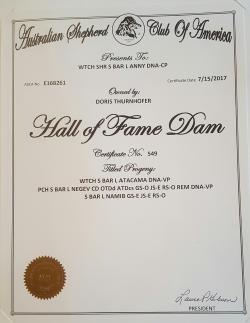 Australian Shepherd Club Of America
Presents To:
WTCH SHR S BAR L ANNY DNA-CP
ASCA No. E168261 Certificate Date 7/15/2017
Owned by:
DORIS THURNHOFER
Hall of Fame Dam
Certificate No. 549
Titled Progeny:
WTCH S BAR L ATACAMA DNA-VP
PCH S BAR L NEGEV CD OTDd ATDcs GS-O JS-E RS-O REM DNA-VP
S BAR L NAMIB GS-E JS-E RS-O
PRESIDENT